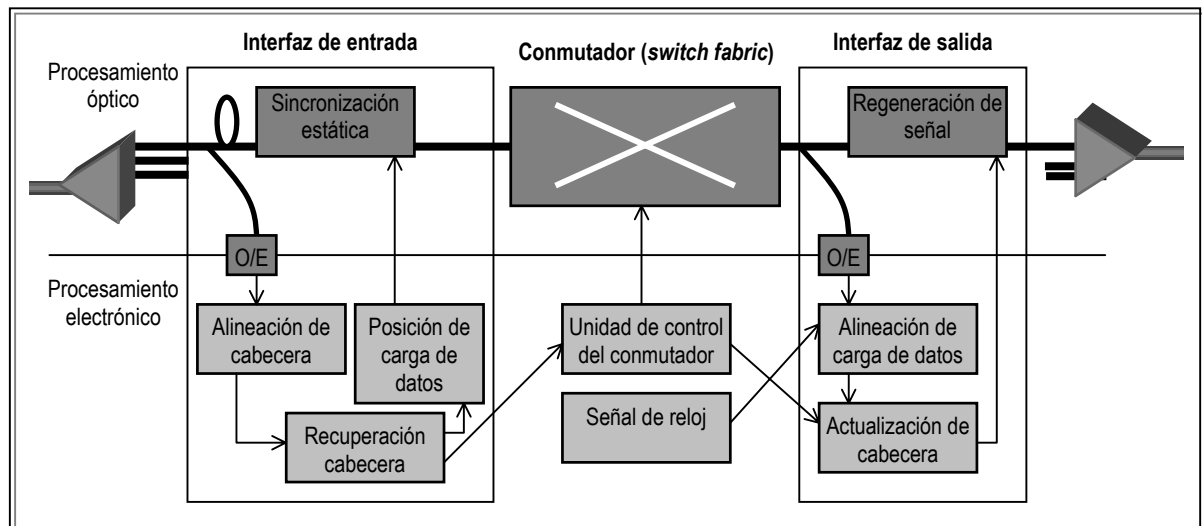 Interfaz de entrada
Conmutador (switch fabric)
Interfaz de salida
Procesamiento
óptico
Sincronización
estática
Regeneración de
señal
O/E
O/E
Procesamiento
electrónico
Alineación de
cabecera
Posición de
carga de
datos
Unidad de control
del conmutador
Alineación de
carga de datos
Señal de reloj
Recuperación
cabecera
Actualización de
cabecera